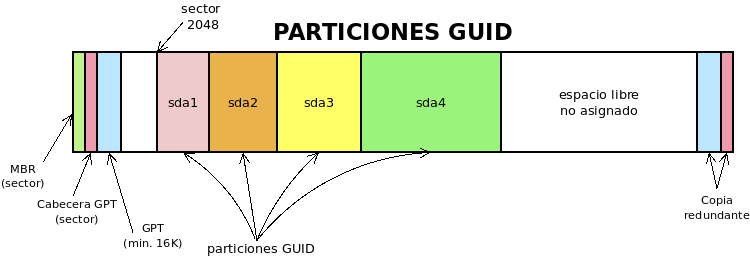 sector
2048
PARTICIONES GUID
sda1
sda2
sda3
sda4
espacio libre
no asignado
MBR
(sector)
Cabecera GPT
(sector)
GPT
(min. 16K)
particiones GUID
Copia
redundante